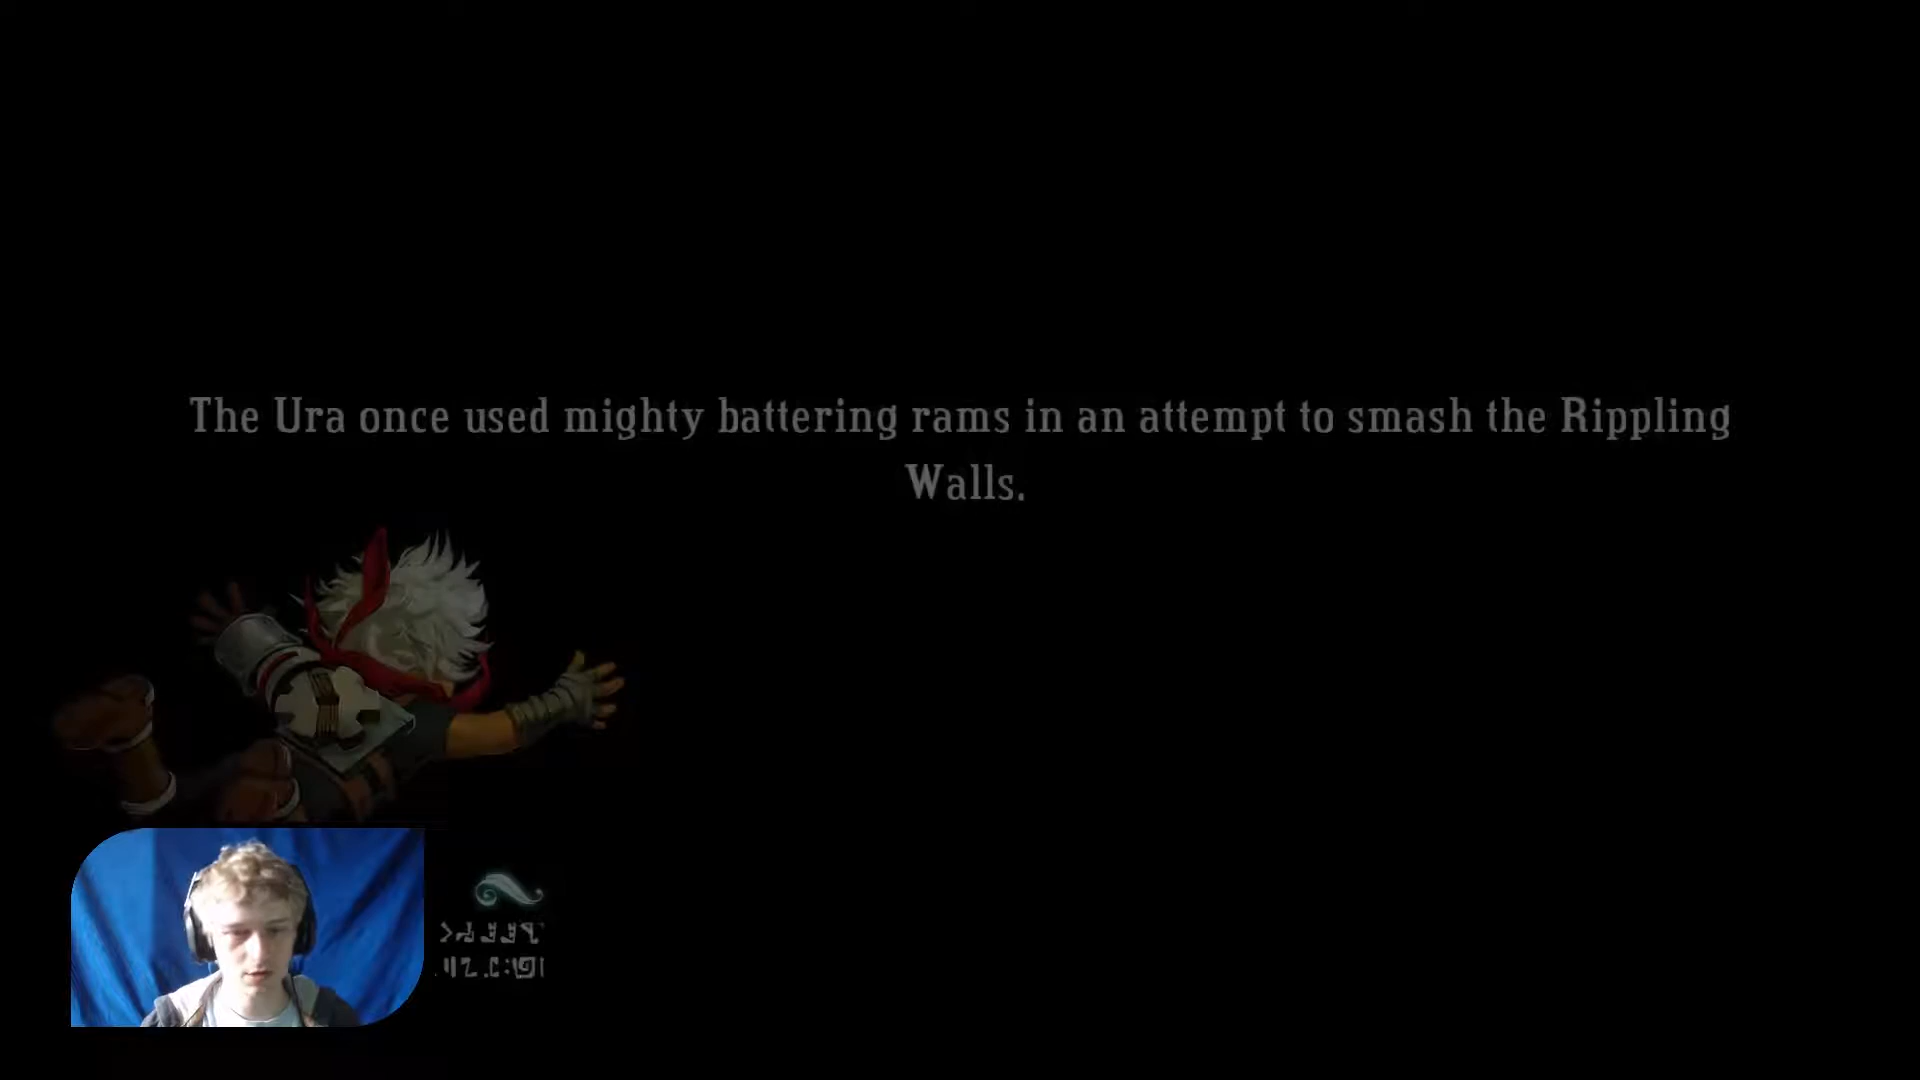 The Ura once used mighty battering rams in an attempt to smash the Rippling
Walls.